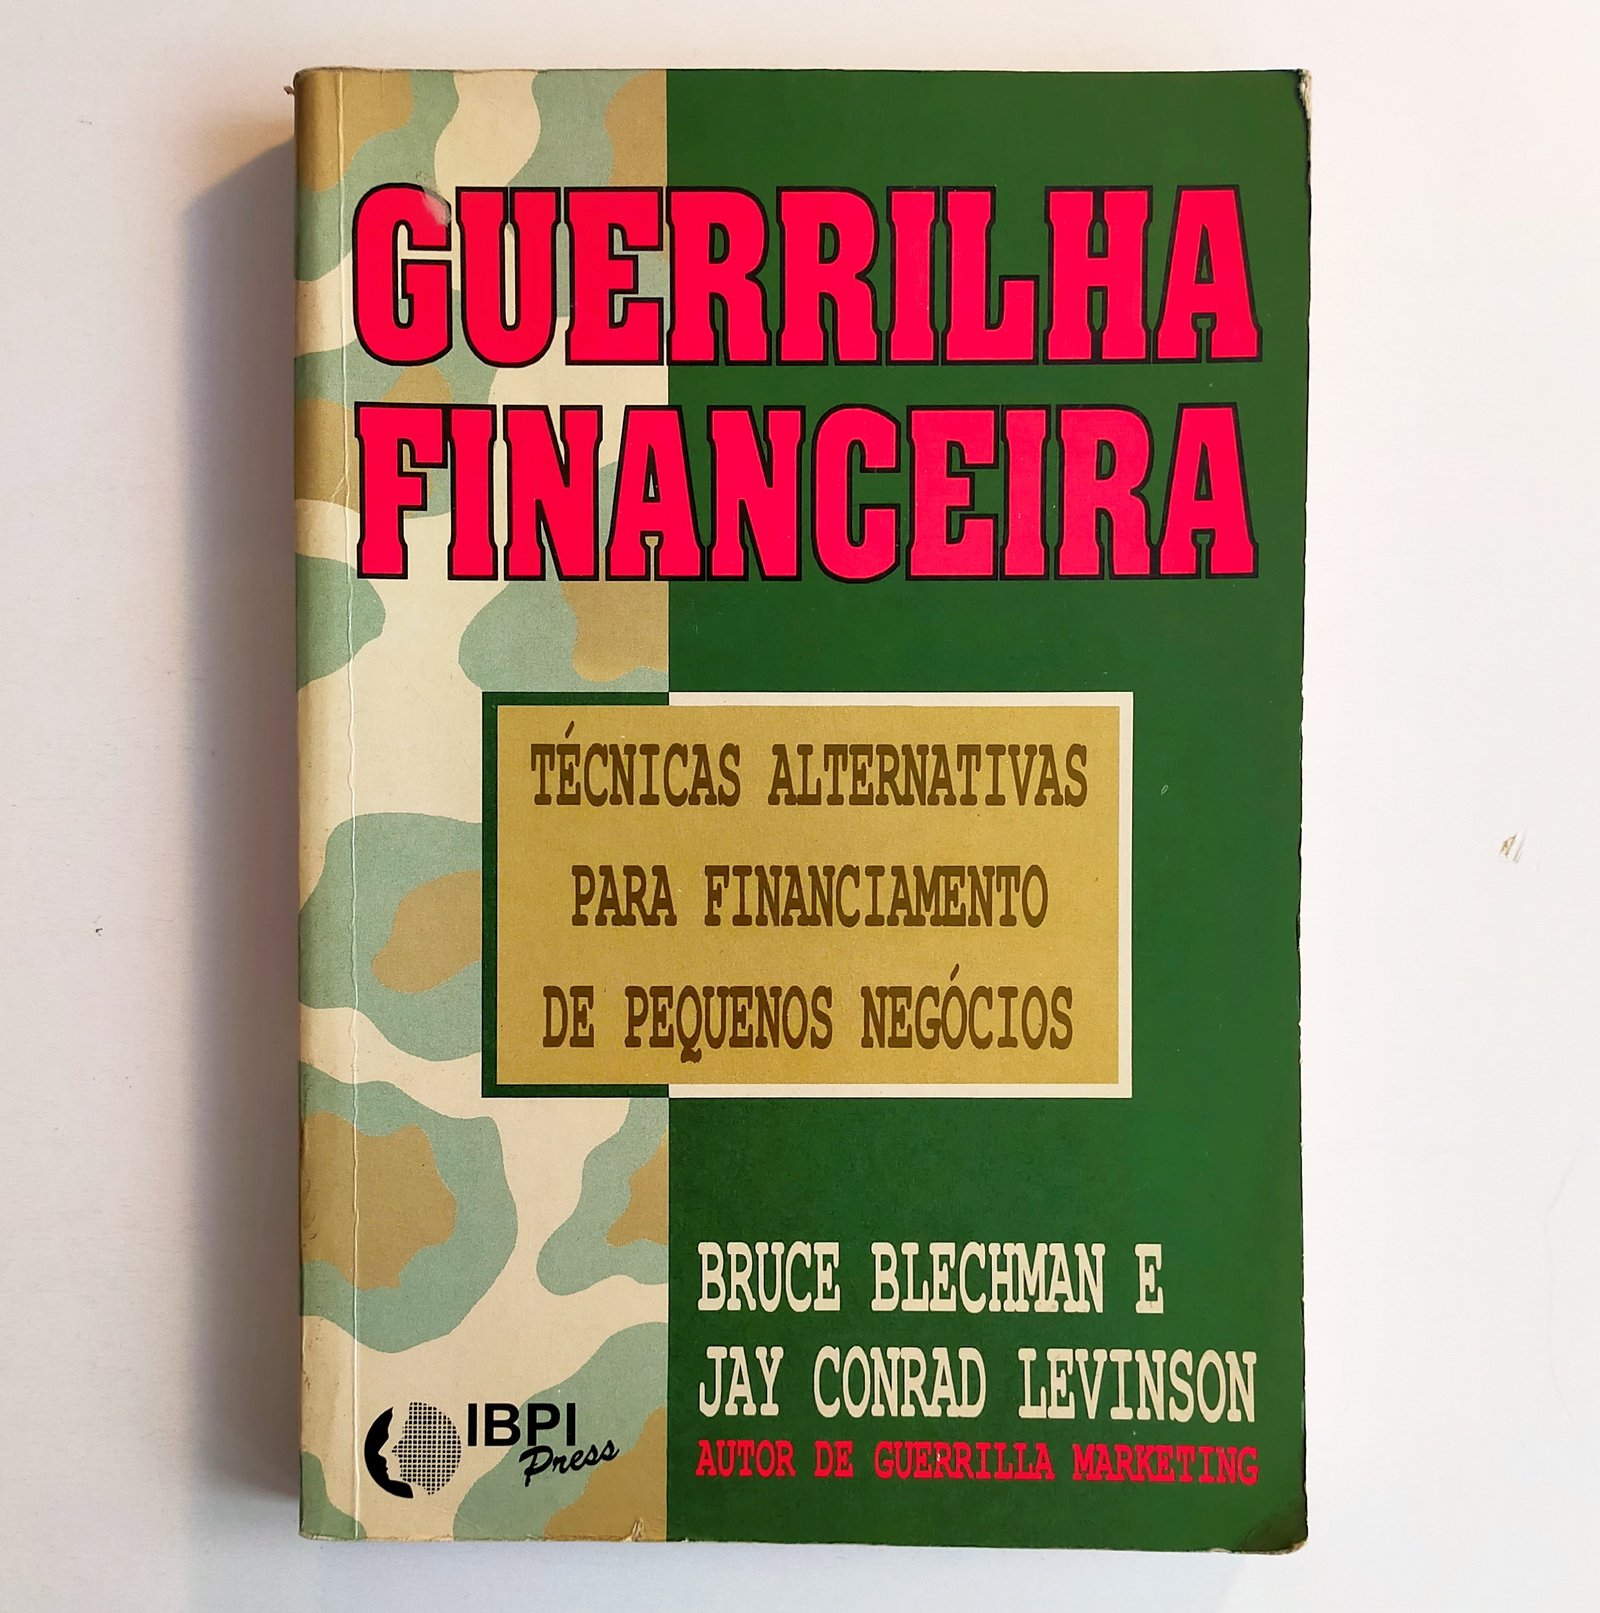 GUERRILHA
FINANCEIRA
TÉCNICAS ALTERNATIVAS
PARA FINANCIAMENTO
DE PEQUENOS NEGÓCIOS
BRUCE BLECHMAN E
JAY CONRAD LEVINSON
AUTOR DE GUERRILLA MARKETING
IBPI
Press